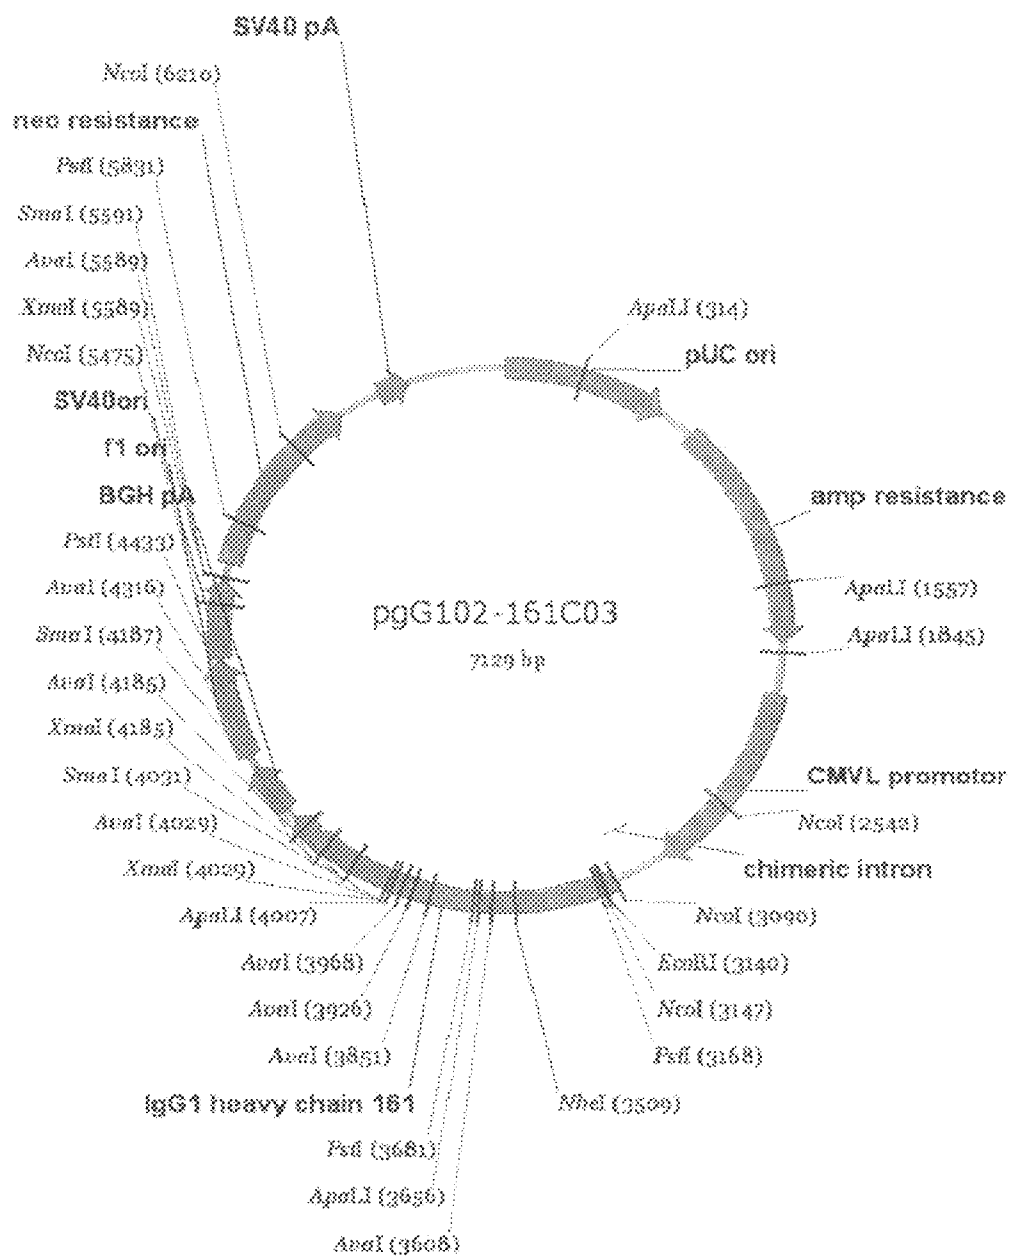 SV40 pA
NcoI (6210)
neo resistance
PstI (5831)
SmaI (5591)
AvaI (5589)
XmaI (5589)
NcoI (5475)
SV40ori
f1 ori
BGH pA
PstI (4433)
AvaI (4316)
SmaI (4187)
AvaI (4185)
XmaI (4185)
SmaI (4031)
AvaI (4029)
XmaI (4029)
ApaLI (4007)
AvaI (3968)
AvaI (3926)
AvaI (3851)
IgG1 heavy chain 161
PstI (3681)
ApaLI (3656)
AvaI (3608)
ApaLI (314)
pUC ori
amp resistance
ApaLI (1557)
ApaLI (1845)
pgG102-161C03
7129 bp
CMVL promotor
NcoI (2542)
chimeric intron
NcoI (3090)
EcoRI (3140)
NcoI (3147)
PstI (3168)
NheI (3509)